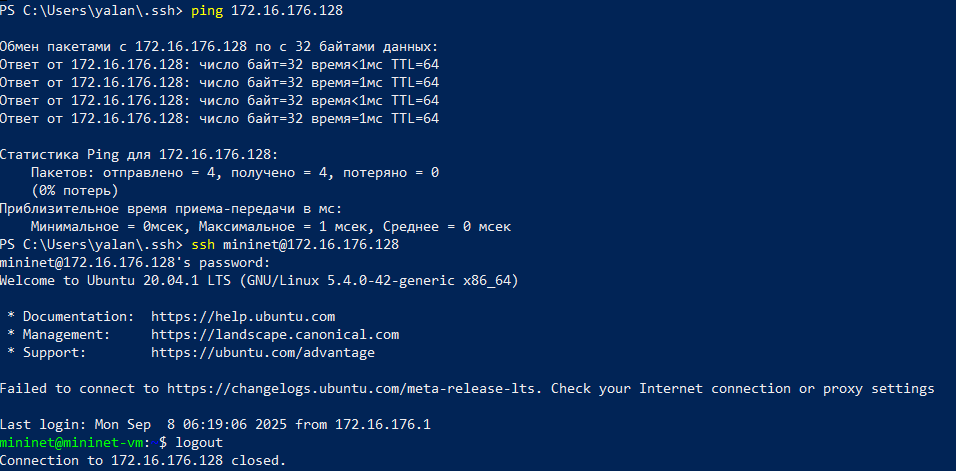 PS C:\Users\yalan\.ssh> ping 172.16.176.128
Обмен пакетами с 172.16.176.128 по с 32 байтами данных:
Ответ от 172.16.176.128: число байт=32 время<1мс TTL=64
Ответ от 172.16.176.128: число байт=32 время=1мс TTL=64
Ответ от 172.16.176.128: число байт=32 время<1мс TTL=64
Ответ от 172.16.176.128: число байт=32 время=1мс TTL=64
Статистика Ping для 172.16.176.128:
    Пакетов: отправлено = 4, получено = 4, потеряно = 0
    (0% потерь)
Приблизительное время приема-передачи в мс:
    Минимальное = 0мсек, Максимальное = 1 мсек, Среднее = 0 мсек
PS C:\Users\yalan\.ssh> ssh mininet@172.16.176.128
mininet@172.16.176.128's password:
Welcome to Ubuntu 20.04.1 LTS (GNU/Linux 5.4.0-42-generic x86_64)
 * Documentation:  https://help.ubuntu.com
 * Management:     https://landscape.canonical.com
 * Support:        https://ubuntu.com/advantage
Failed to connect to https://changelogs.ubuntu.com/meta-release-lts. Check your Internet connection or proxy settings
Last login: Mon Sep  8 06:19:06 2025 from 172.16.176.1
mininet@mininet-vm: $ logout
Connection to 172.16.176.128 closed.